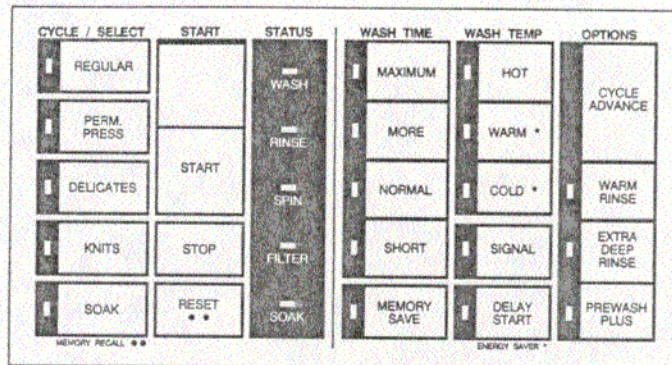 CYCLE / SELECT
REGULAR
PERM.
PRESS
DELICATES
KNITS
SOAK
MEMORY RECALL ●●
START
START
STOP
RESET
●●
STATUS
WASH
RINSE
SPIN
FILTER
SOAK
WASH TIME
MAXIMUM
MORE
NORMAL
SHORT
MEMORY
SAVE
WASH TEMP
HOT
WARM *
COLD *
SIGNAL
DELAY
START
ENERGY SAVER *
OPTIONS
CYCLE
ADVANCE
WARM
RINSE
EXTRA
DEEP
RINSE
PREWASH
PLUS